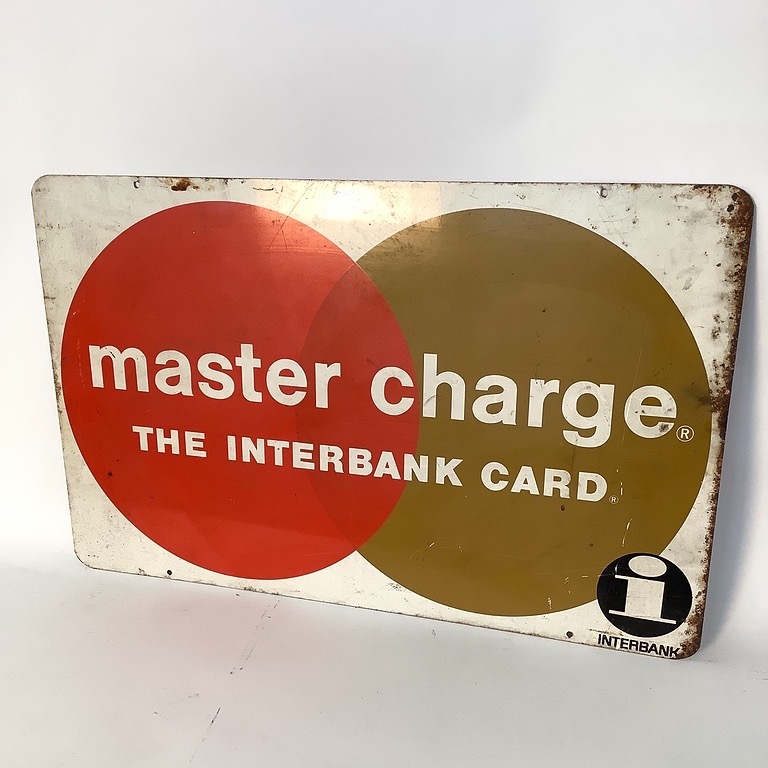 master charge®
THE INTERBANK CARD®
i
INTERBANK